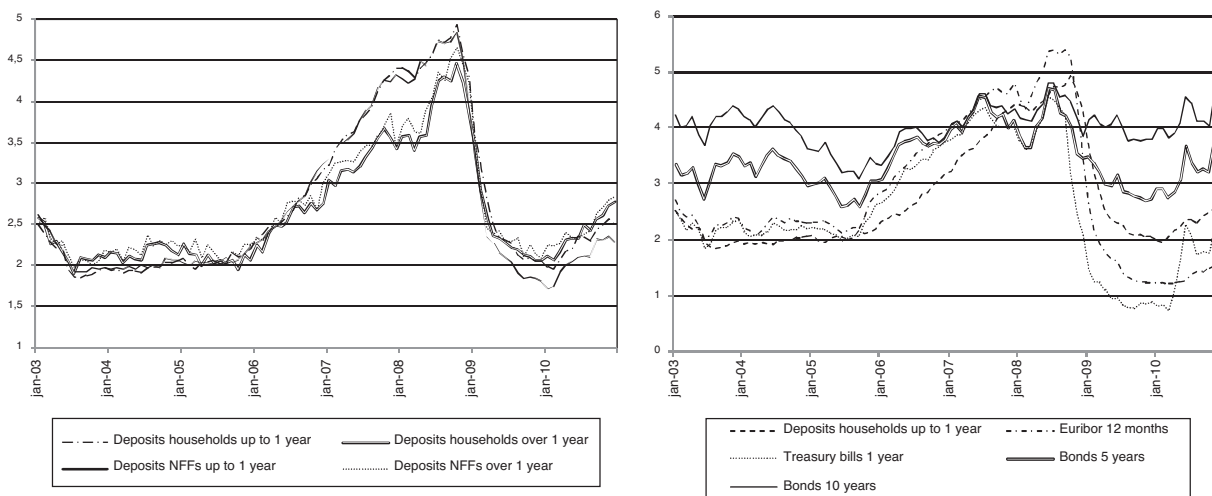 5
4,5
4
3,5
3
2,5
2
1,5
1
jan-03
jan-04
jan-05
jan-06
jan-07
jan-08
jan-09
jan-10
Deposits households up to 1 year
Deposits households over 1 year
Deposits NFFs up to 1 year
Deposits NFFs over 1 year
6
5
4
3
2
1
0
jan-03
jan-04
jan-05
jan-06
jan-07
jan-08
jan-09
jan-10
Deposits households up to 1 year
Euribor 12 months
Treasury bills 1 year
Bonds 5 years
Bonds 10 years